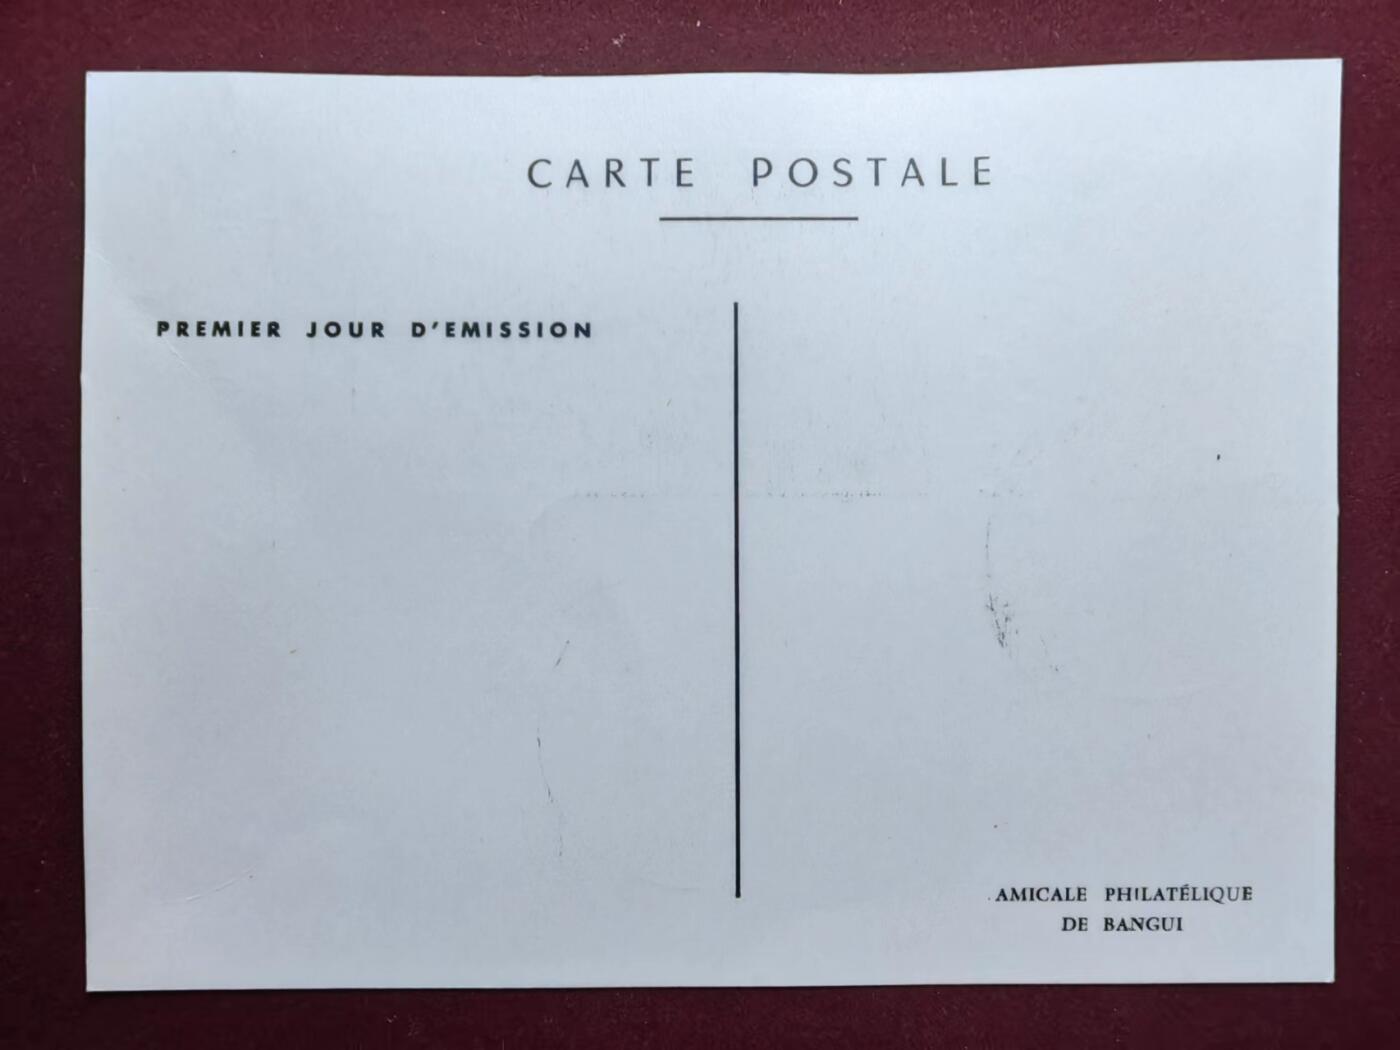 CARTE POSTALE
PREMIER JOUR D'EMISSION
AMICALE PHILATÉLIQUE
DE BANGUI